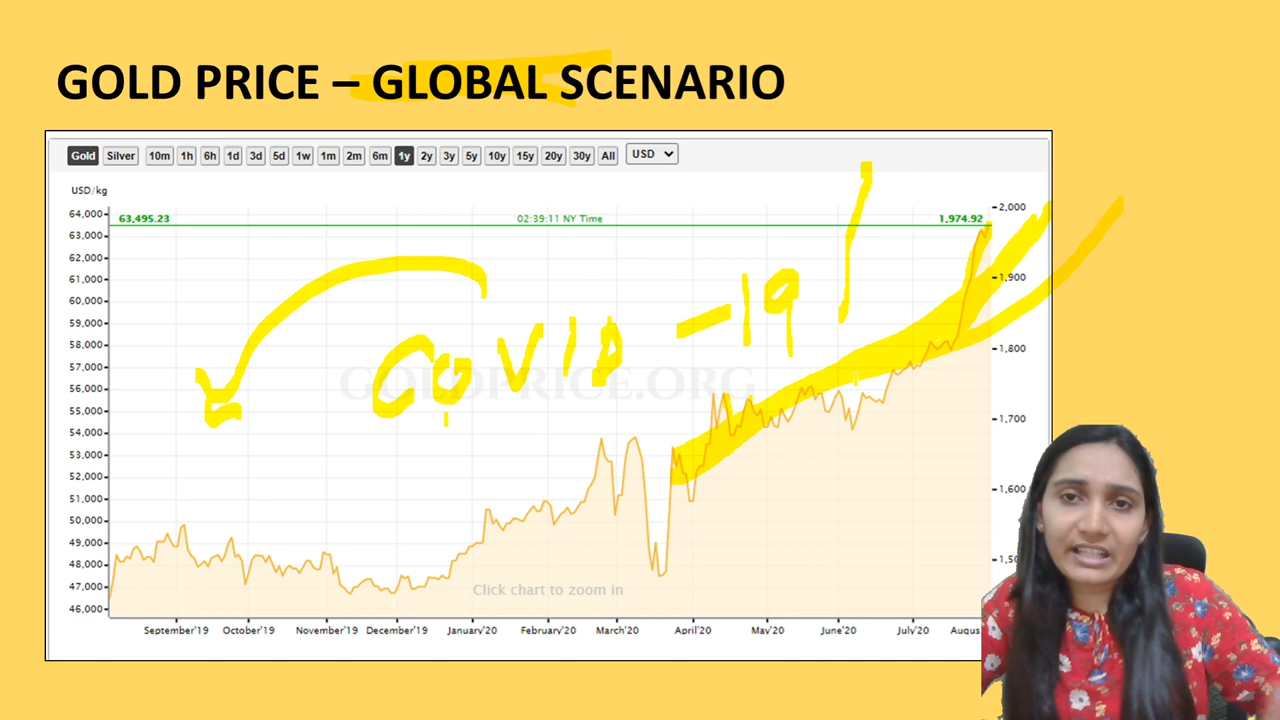 GOLD PRICE – GLOBAL SCENARIO
Gold Silver 10m 1h 6h 1d 3d 5d 1w 1m 2m 6m 1y 2y 3y 5y 10y 15y 20y 30y All USD
USD/kg
64,000 63,495.23 02:39:11 NY Time 1,974.92 2,000
63,000
62,000
61,000 1,900
60,000
59,000
58,000 1,800
57,000
56,000
55,000 1,700
54,000
53,000
52,000
51,000 1,600
50,000
49,000
48,000
47,000
46,000
COVID -19
GOLDPRICE.ORG
Click chart to zoom in
September'19 October'19 November'19 December'19 January'20 February'20 March'20 April'20 May'20 June'20 July'20